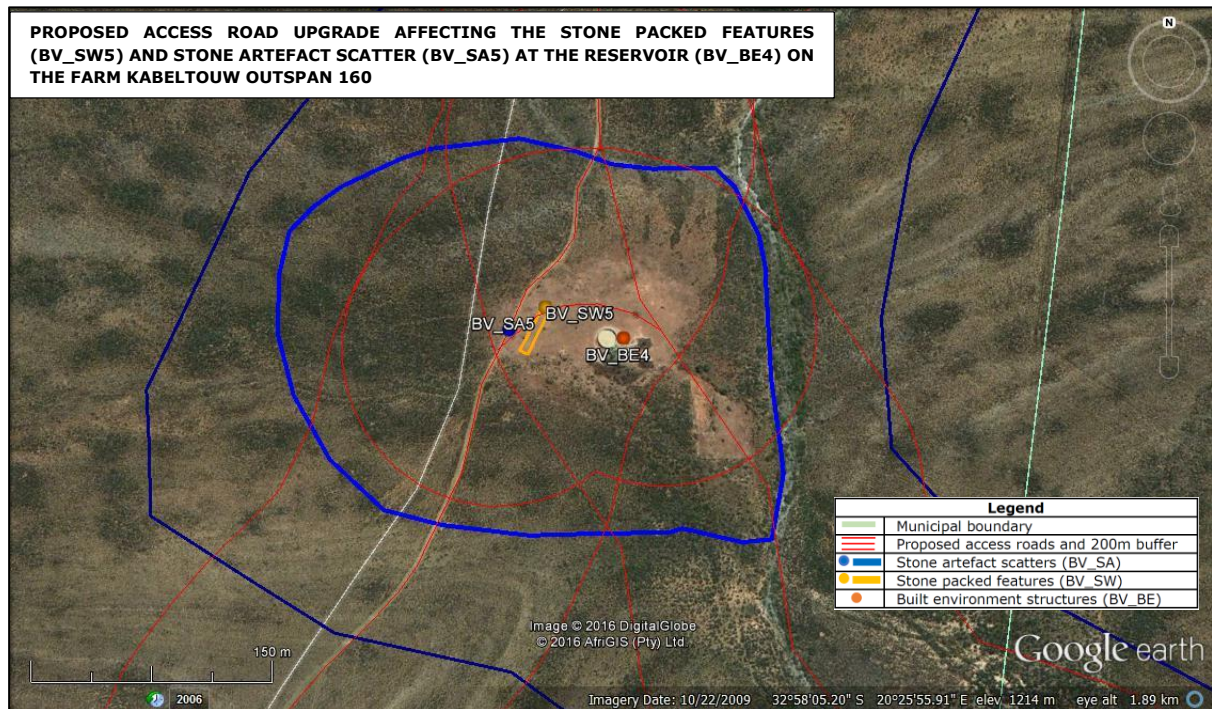 PROPOSED ACCESS ROAD UPGRADE AFFECTING THE STONE PACKED FEATURES
(BV_SW5) AND STONE ARTEFACT SCATTER (BV_SA5) AT THE RESERVOIR (BV_BE4) ON
THE FARM KABELTOUW OUTSPAN 160
N
BV_SW5
BV_SA5
BV_BE4
Legend
Municipal boundary
Proposed access roads and 200m buffer
Stone artefact scatters (BV_SA)
Stone packed features (BV_SW)
Built environment structures (BV_BE)
Image © 2016 DigitalGlobe
© 2016 AfriGIS (Pty) Ltd.
Google earth
150 m
2006
Imagery Date: 10/22/2009 32°58'05.20" S 20°25'55.91" E elev 1214 m eye alt 1.89 km